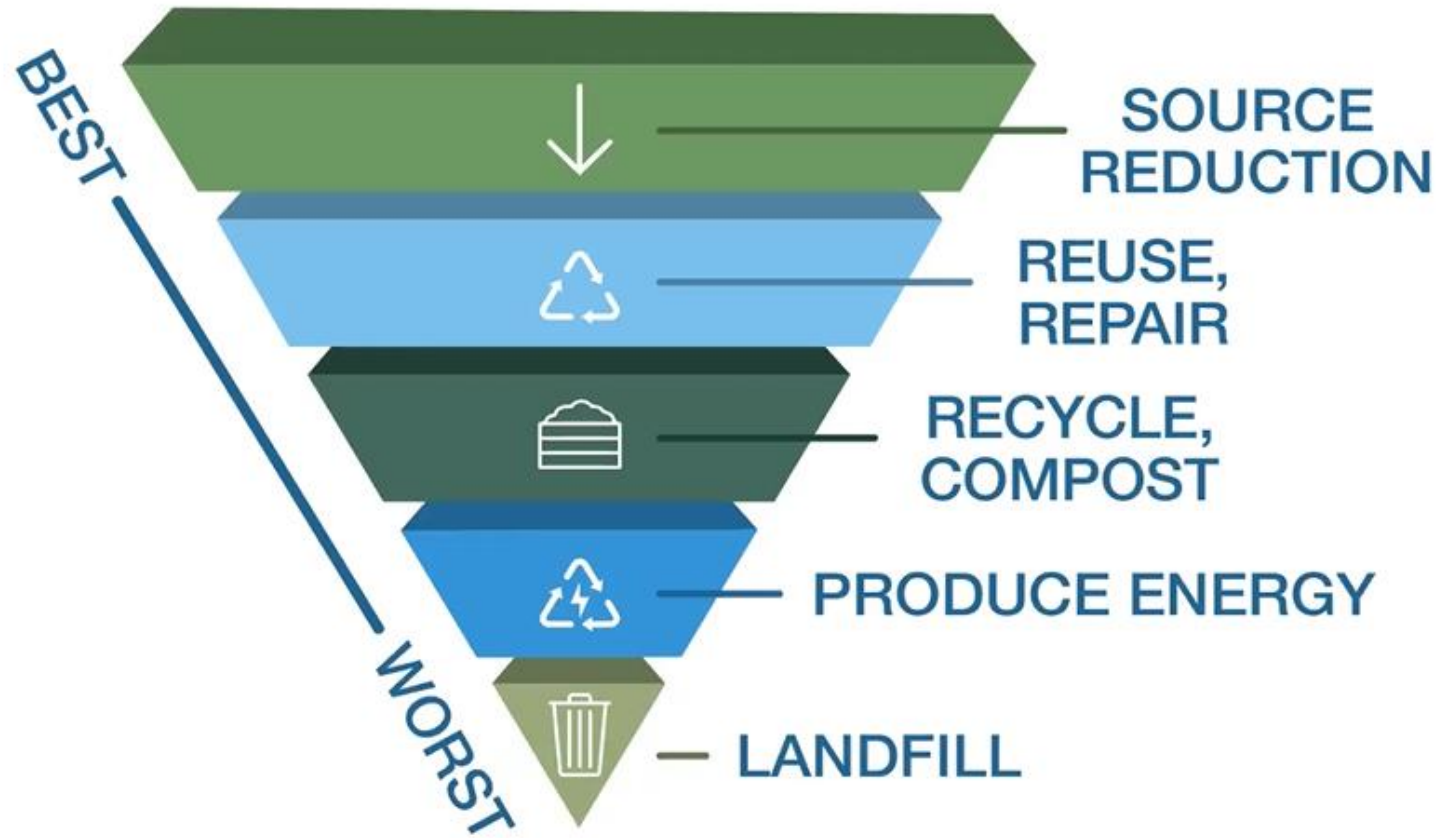 BEST
WORST
SOURCE
REDUCTION
REUSE,
REPAIR
RECYCLE,
COMPOST
PRODUCE ENERGY
LANDFILL